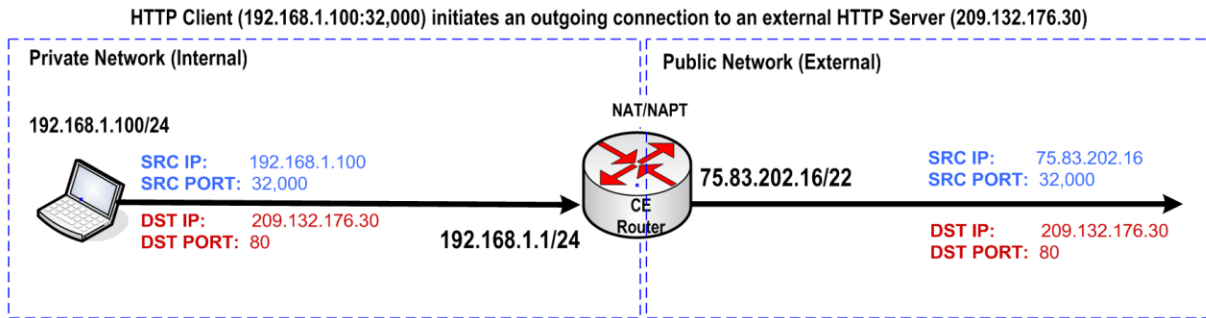 HTTP Client (192.168.1.100:32,000) initiates an outgoing connection to an external HTTP Server (209.132.176.30)
Private Network (Internal)
Public Network (External)
NAT/NAPT
192.168.1.100/24
SRC IP: 192.168.1.100
SRC PORT: 32,000
DST IP: 209.132.176.30
DST PORT: 80
192.168.1.1/24
CE
Router
75.83.202.16/22
SRC IP: 75.83.202.16
SRC PORT: 32,000
DST IP: 209.132.176.30
DST PORT: 80